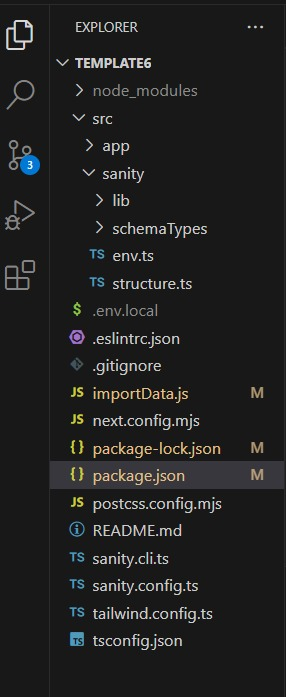 EXPLORER ...
TEMPLATE6
node_modules
src
app
sanity
lib
schemaTypes
TS env.ts
TS structure.ts
$ .env.local
.eslintrc.json
.gitignore
JS importData.js M
JS next.config.mjs
{ } package-lock.json M
{ } package.json M
JS postcss.config.mjs
README.md
TS sanity.cli.ts
TS sanity.config.ts
TS tailwind.config.ts
TS tsconfig.json
3